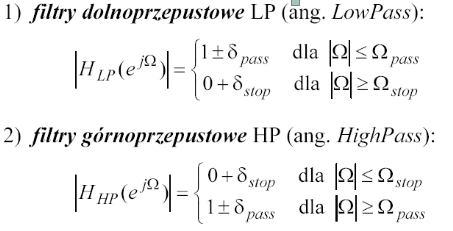 1) filtry dolnoprzepustowe LP (ang. LowPass):
|H_LP(e^{jΩ})| = { 1 ± δ_pass dla |Ω| ≤ Ω_pass
0 + δ_stop dla |Ω| ≥ Ω_stop
2) filtry górnoprzepustowe HP (ang. HighPass):
|H_HP(e^{jΩ})| = { 0 + δ_stop dla |Ω| ≤ Ω_stop
1 ± δ_pass dla |Ω| ≥ Ω_pass